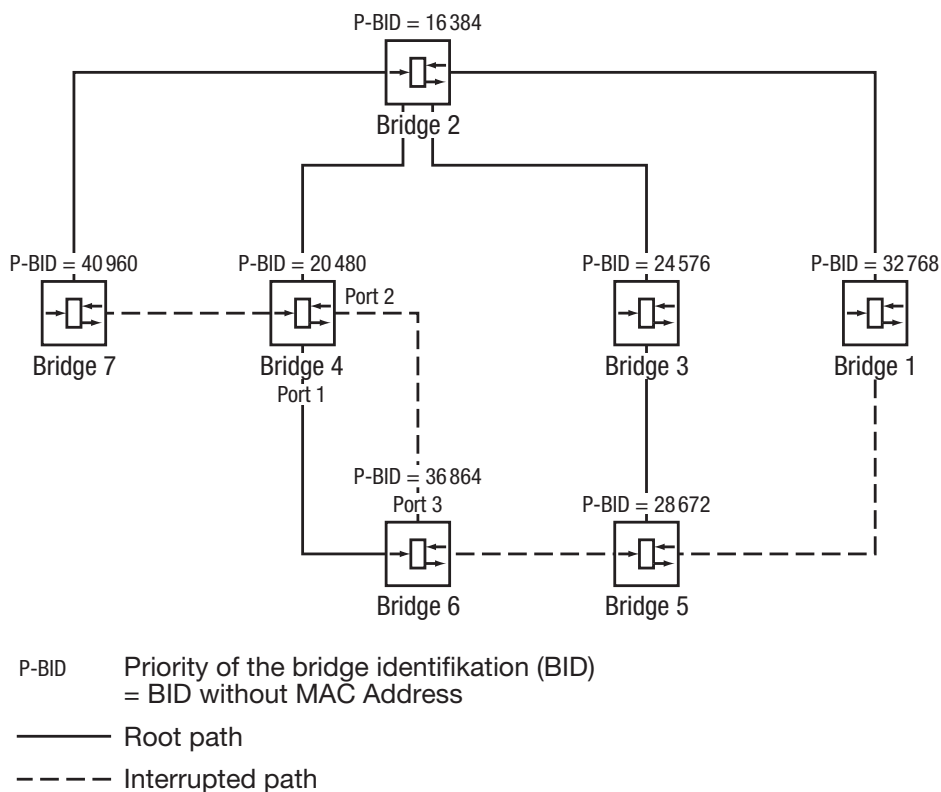 P-BID = 16 384
Bridge 2
P-BID = 40 960
P-BID = 20 480
P-BID = 24 576
P-BID = 32 768
Port 2
Bridge 7
Bridge 4
Bridge 3
Bridge 1
Port 1
P-BID = 36 864
Port 3
P-BID = 28 672
Bridge 6
Bridge 5
P-BID Priority of the bridge identifikation (BID)
= BID without MAC Address
Root path
Interrupted path